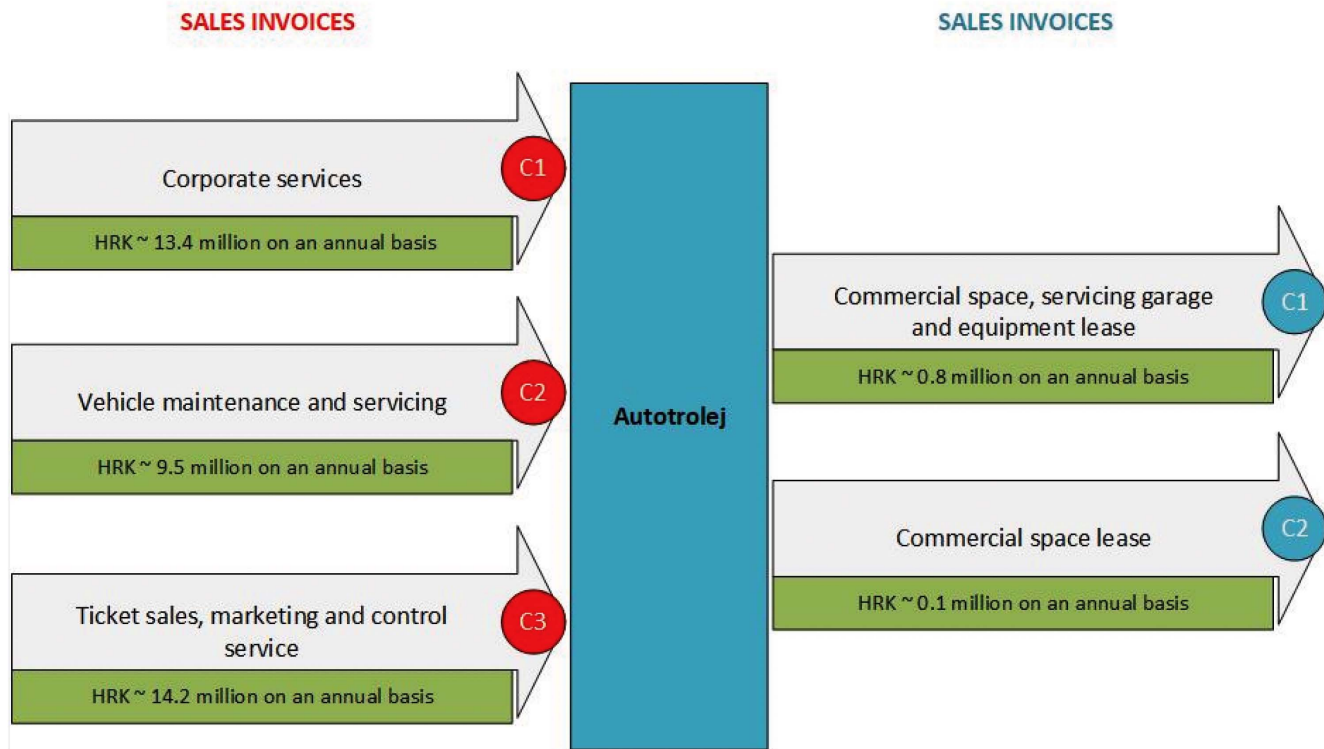 SALES INVOICES
SALES INVOICES
Corporate services
C1
HRK ~ 13.4 million on an annual basis
Vehicle maintenance and servicing
C2
HRK ~ 9.5 million on an annual basis
Ticket sales, marketing and control
service
C3
HRK ~ 14.2 million on an annual basis
Autotrolej
Commercial space, servicing garage
and equipment lease
C1
HRK ~ 0.8 million on an annual basis
Commercial space lease
C2
HRK ~ 0.1 million on an annual basis